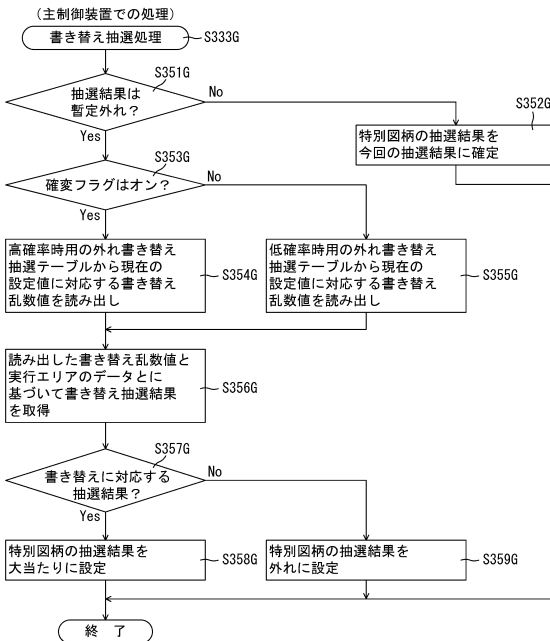 (主制御装置での処理)
書き替え抽選処理
S333G
S351G
抽選結果は
暫定外れ?
No
Yes
S352G
特別図柄の抽選結果を
今回の抽選結果に確定
S353G
確変フラグはオン?
No
Yes
高確率時用の外れ書き替え
抽選テーブルから現在の
設定値に対応する書き替え
乱数値を読み出し
S354G
低確率時用の外れ書き替え
抽選テーブルから現在の
設定値に対応する書き替え
乱数値を読み出し
S355G
読み出した書き替え乱数値と
実行エリアのデータとに
基づいて書き替え抽選結果
を取得
S356G
S357G
書き替えに対応する
抽選結果?
No
Yes
特別図柄の抽選結果を
大当たりに設定
S358G
特別図柄の抽選結果を
外れに設定
S359G
終 了